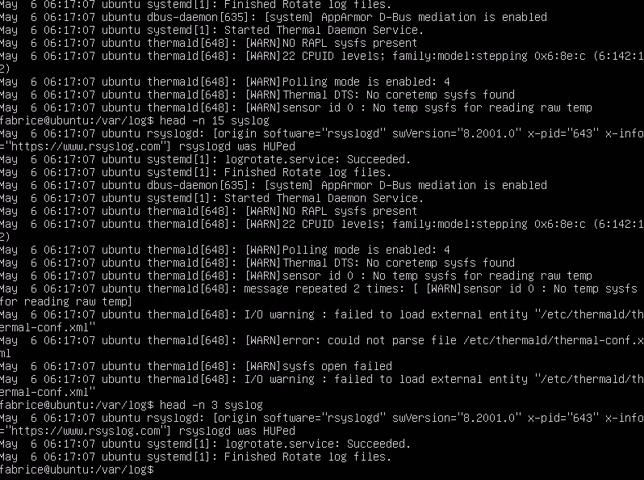 May  6 06:17:07 ubuntu systemd[1]: Finished Rotate log files.
May  6 06:17:07 ubuntu dbus-daemon[635]: [system] AppArmor D-Bus mediation is enabled
May  6 06:17:07 ubuntu systemd[1]: Started Thermal Daemon Service.
May  6 06:17:07 ubuntu thermald[648]: [WARN]NO RAPL sysfs present
May  6 06:17:07 ubuntu thermald[648]: [WARN]22 CPUID levels; family:model:stepping 0x6:8e:c (6:142:1
2)
May  6 06:17:07 ubuntu thermald[648]: [WARN]Polling mode is enabled: 4
May  6 06:17:07 ubuntu thermald[648]: Thermal DTS: No coretemp sysfs found
May  6 06:17:07 ubuntu thermald[648]: [WARN]sensor id 0 : No temp sysfs for reading raw temp
fabrice@ubuntu:/var/log$ head -n 15 syslog
May  6 06:17:07 ubuntu rsyslogd: [origin software="rsyslogd" swVersion="8.2001.0" x-pid="643" x-info
="https://www.rsyslog.com"] rsyslogd was HUPed
May  6 06:17:07 ubuntu systemd[1]: logrotate.service: Succeeded.
May  6 06:17:07 ubuntu systemd[1]: Finished Rotate log files.
May  6 06:17:07 ubuntu dbus-daemon[635]: [system] AppArmor D-Bus mediation is enabled
May  6 06:17:07 ubuntu systemd[1]: Started Thermal Daemon Service.
May  6 06:17:07 ubuntu thermald[648]: [WARN]NO RAPL sysfs present
May  6 06:17:07 ubuntu thermald[648]: [WARN]22 CPUID levels; family:model:stepping 0x6:8e:c (6:142:1
2)
May  6 06:17:07 ubuntu thermald[648]: [WARN]Polling mode is enabled: 4
May  6 06:17:07 ubuntu thermald[648]: Thermal DTS: No coretemp sysfs found
May  6 06:17:07 ubuntu thermald[648]: [WARN]sensor id 0 : No temp sysfs for reading raw temp
May  6 06:17:07 ubuntu thermald[648]: message repeated 2 times: [ [WARN]sensor id 0 : No temp sysfs 
for reading raw temp]
May  6 06:17:07 ubuntu thermald[648]: I/O warning : failed to load external entity "/etc/thermald/th
ermal-conf.xml"
May  6 06:17:07 ubuntu thermald[648]: [WARN]error: could not parse file /etc/thermald/thermal-conf.x
ml
May  6 06:17:07 ubuntu thermald[648]: [WARN]sysfs open failed
May  6 06:17:07 ubuntu thermald[648]: I/O warning : failed to load external entity "/etc/thermald/th
ermal-conf.xml"
fabrice@ubuntu:/var/log$ head -n 3 syslog
May  6 06:17:07 ubuntu rsyslogd: [origin software="rsyslogd" swVersion="8.2001.0" x-pid="643" x-info
="https://www.rsyslog.com"] rsyslogd was HUPed
May  6 06:17:07 ubuntu systemd[1]: logrotate.service: Succeeded.
May  6 06:17:07 ubuntu systemd[1]: Finished Rotate log files.
fabrice@ubuntu:/var/log$